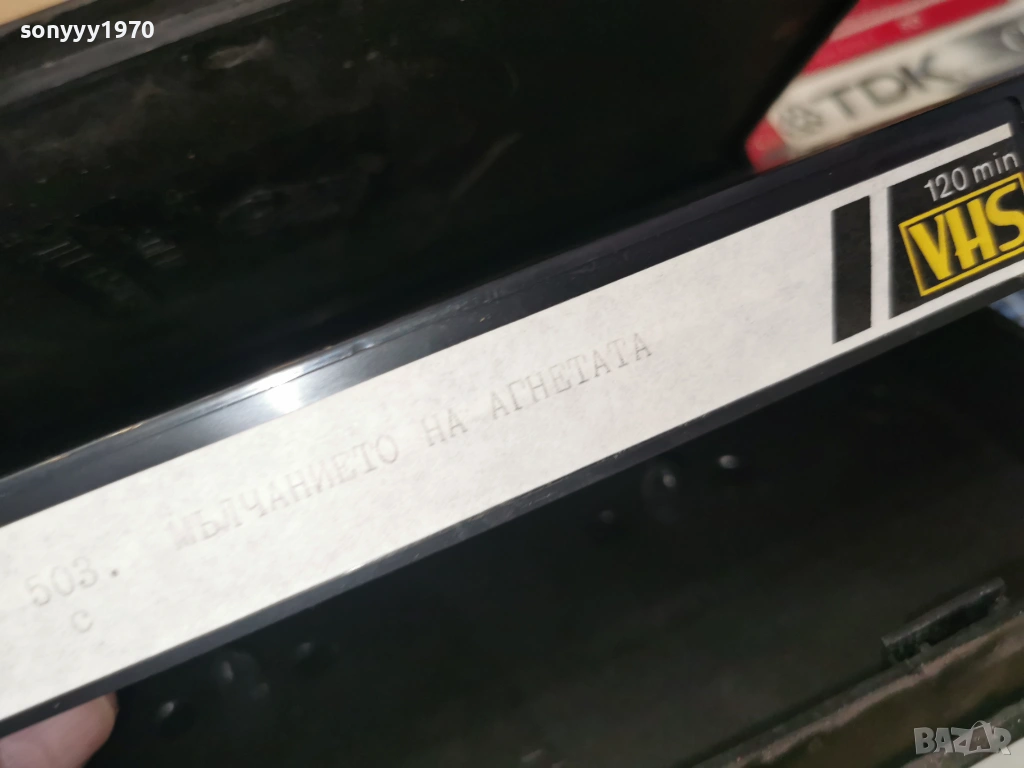 sonyyy1970
TDK
120 min
VHS
503. МЪЛЧАНИЕТО НА АГНЕТАТА
С
BAZAR